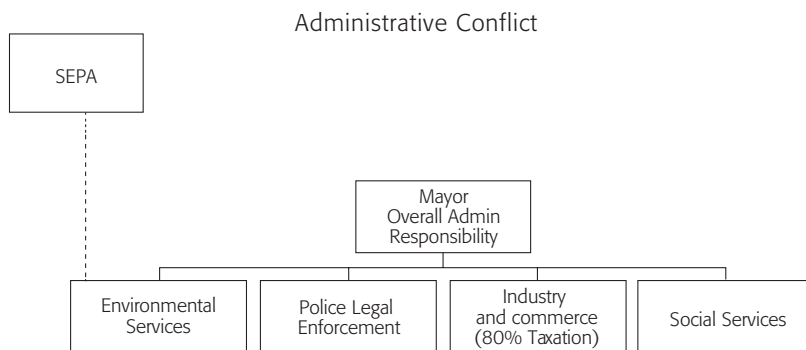 Administrative Conflict
SEPA
Mayor
Overall Admin
Responsibility
Environmental
Services
Police Legal
Enforcement
Industry
and commerce
(80% Taxation)
Social Services